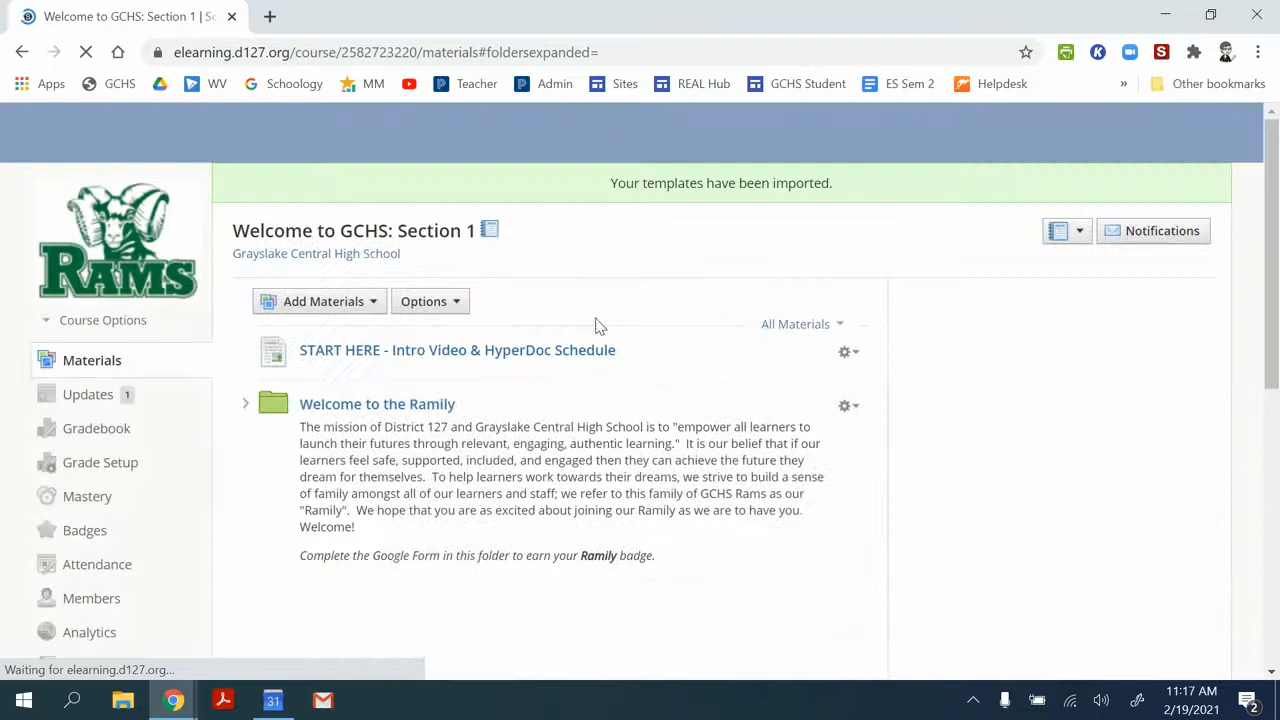 Welcome to GCHS: Section 1 | Sc
elearning.d127.org/course/2582723220/materials#foldersexpanded=
Apps GCHS WV Schoology MM Teacher Admin Sites REAL Hub GCHS Student ES Sem 2 Helpdesk » Other bookmarks
Your templates have been imported.
RAMS
Welcome to GCHS: Section 1
Notifications
Grayslake Central High School
Add Materials Options
Course Options
All Materials
START HERE - Intro Video & HyperDoc Schedule
Materials
Updates 1
Gradebook
Grade Setup
Mastery
Badges
Attendance
Members
Analytics
Welcome to the Ramily
The mission of District 127 and Grayslake Central High School is to "empower all learners to
launch their futures through relevant, engaging, authentic learning." It is our belief that if our
learners feel safe, supported, included, and engaged then they can achieve the future they
dream for themselves. To help learners work towards their dreams, we strive to build a sense
of family amongst all of our learners and staff; we refer to this family of GCHS Rams as our
"Ramily". We hope that you are as excited about joining our Ramily as we are to have you.
Welcome!
Complete the Google Form in this folder to earn your Ramily badge.
Waiting for elearning.d127.org...
31
11:17 AM
2/19/2021
2